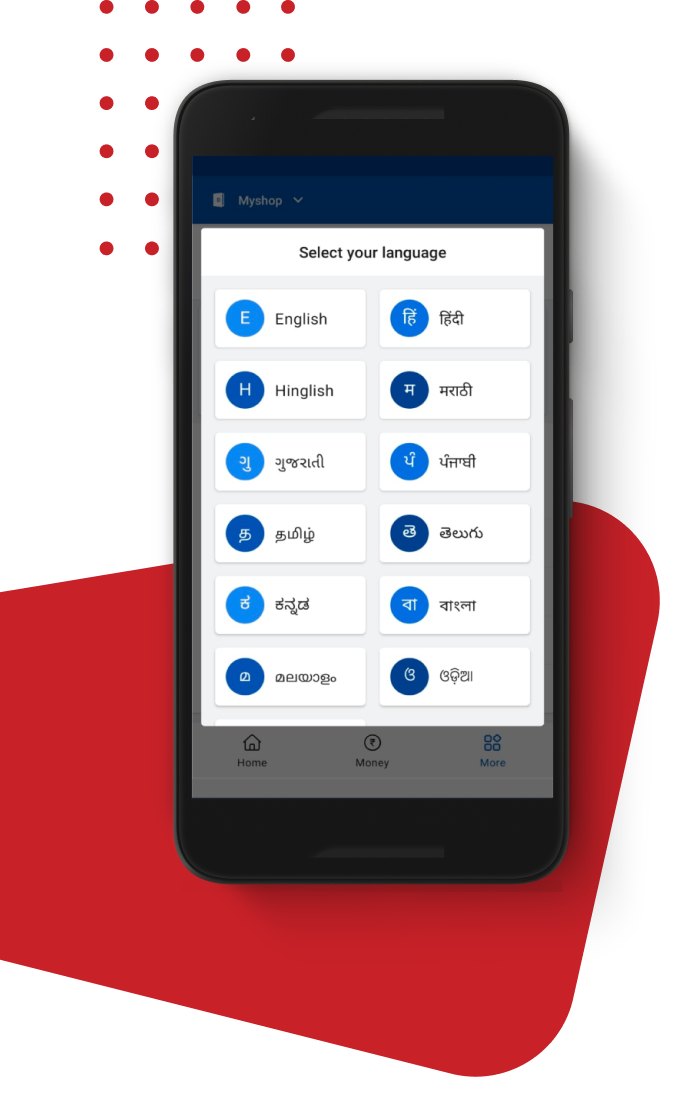 Myshop
Select your language
E English
हिं हिंदी
H Hinglish
म मराठी
ગુ ગુજરાતી
ਪੰ ਪੰਜਾਬੀ
த தமிழ்
తె తెలుగు
ಕ ಕನ್ನಡ
বা বাংলা
മ മലയാളം
ଓ ଓଡ଼ିଆ
Home
Money
More